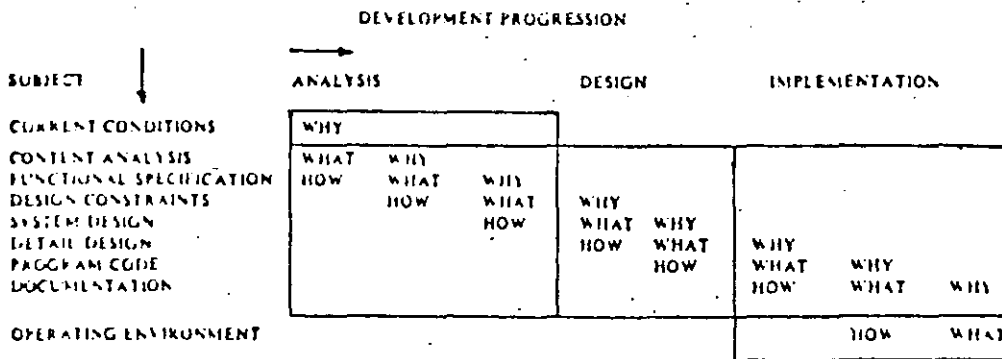 DEVELOPMENT PROGRESSION
SUBJECT ANALYSIS DESIGN IMPLEMENTATION
CURRENT CONDITIONS WHY
CONTENT ANALYSIS WHAT WHY
FUNCTIONAL SPECIFICATION HOW WHAT WHY
DESIGN CONSTRAINTS HOW WHAT WHY
SYSTEM DESIGN HOW WHAT WHY
DETAIL DESIGN HOW WHAT WHY
PROGRAM CODE HOW WHAT WHY
DOCUMENTATION HOW WHAT WHY
OPERATING ENVIRONMENT HOW WHAT